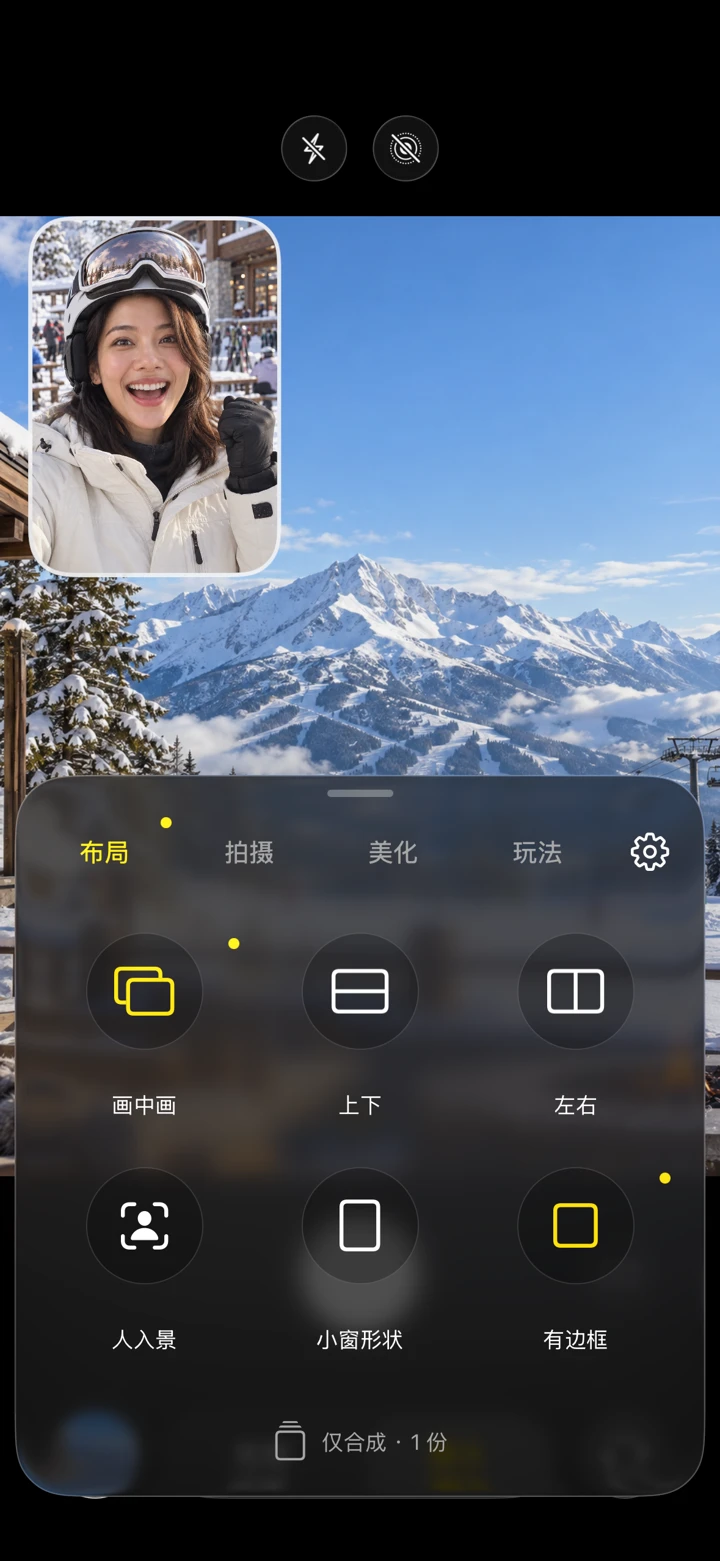 布局
拍摄
美化
玩法
画中画
上下
左右
人入景
小窗形状
有边框
仅合成 · 1 份